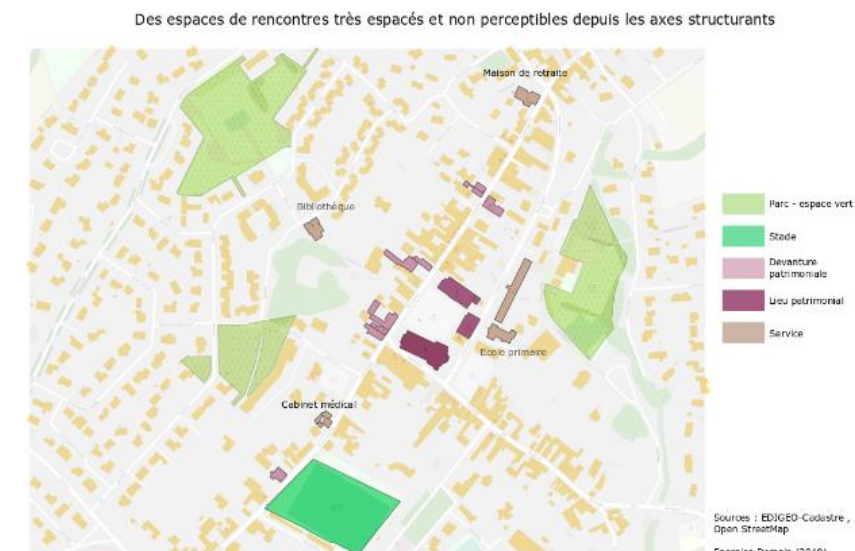 Des espaces de rencontres très espacés et non perceptibles depuis les axes structurants
Maison de retraite
Bibliothèque
Ecole primaire
Cabinet médical
Parc - espace vert
Stade
Devanture
patrimoniale
Lieu patrimonial
Service
Sources : EDIGEO-Cadastre ,
Open StreetMap